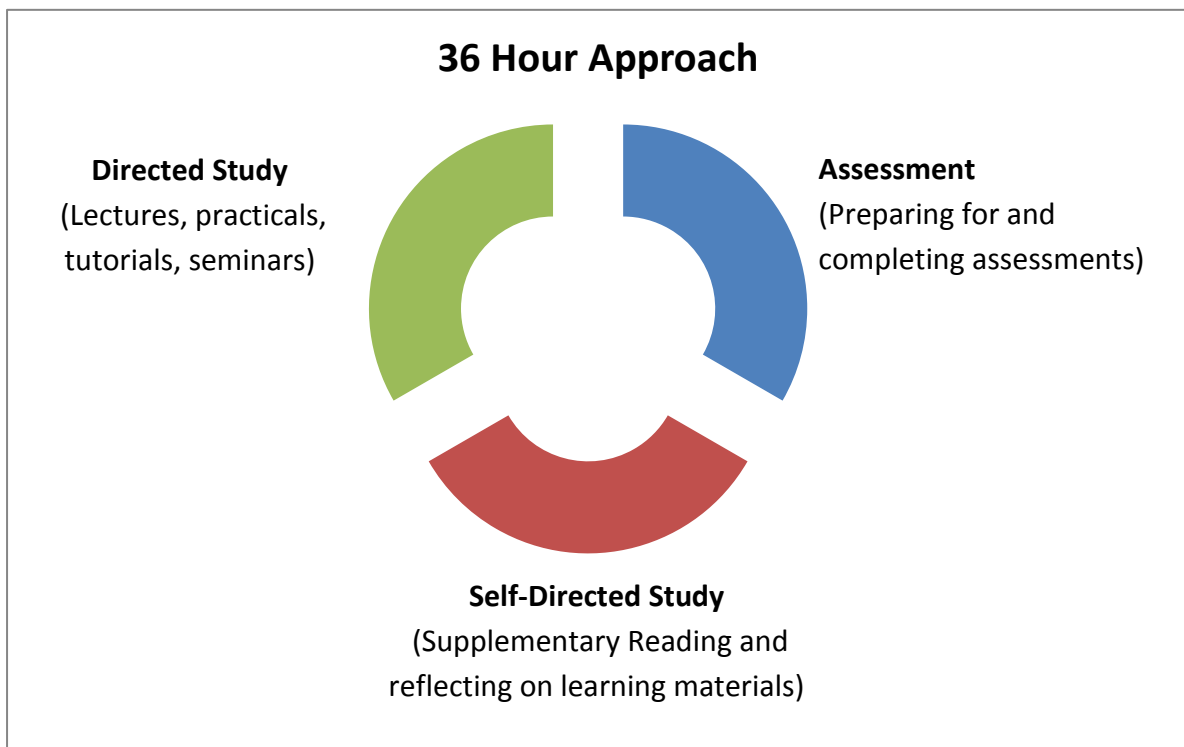 36 Hour Approach
Directed Study
(Lectures, practicals,
tutorials, seminars)
Assessment
(Preparing for and
completing assessments)
Self-Directed Study
(Supplementary Reading and
reflecting on learning materials)